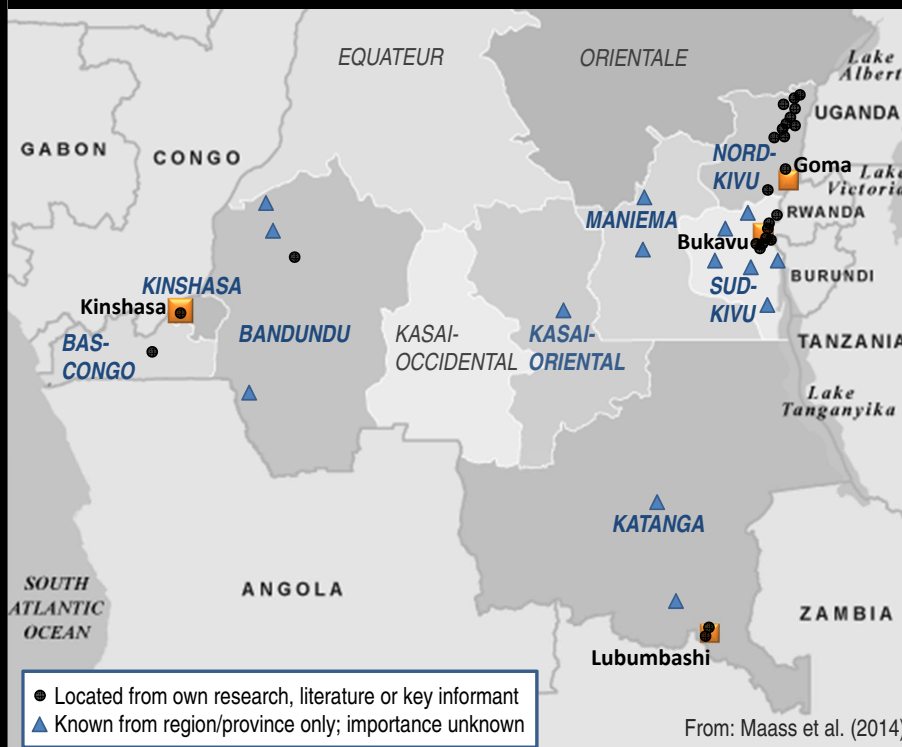 EQUATEUR
ORIENTALE
Lake
Albert
UGANDA
GABON
CONGO
NORD-
KIVU
Goma
Lake
Victoria
RWANDA
MANIEMA
Bukavu
BURUNDI
SUD-
KIVU
KINSHASA
Kinshasa
BAS-
CONGO
BANDUNDU
KASAI-
OCCIDENTAL
KASAI-
ORIENTAL
TANZANIA
Lake
Tanganyika
KATANGA
SOUTH
ATLANTIC
OCEAN
ANGOLA
ZAMBIA
Lubumbashi
Located from own research, literature or key informant
Known from region/province only; importance unknown
From: Maass et al. (2014)